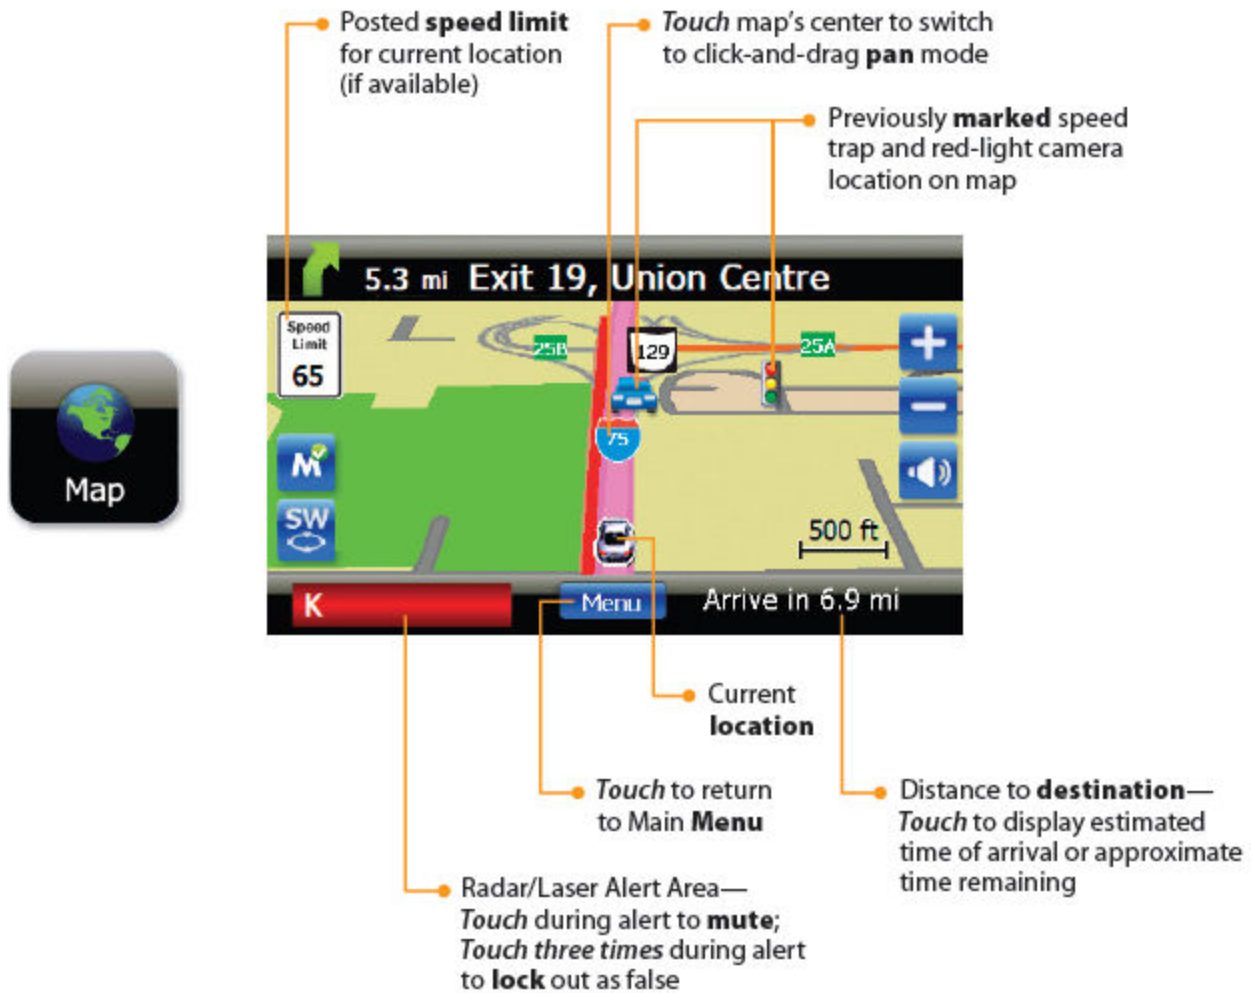 Posted speed limit
for current location
(if available)
Touch map's center to switch
to click-and-drag pan mode
Previously marked speed
trap and red-light camera
location on map
5.3 mi Exit 19, Union Centre
Speed
Limit
65
25B
129
25A
75
M
SW
500 ft
Map
K
Menu
Arrive in 6.9 mi
Current
location
Touch to return
to Main Menu
Distance to destination—
Touch to display estimated
time of arrival or approximate
time remaining
Radar/Laser Alert Area—
Touch during alert to mute;
Touch three times during alert
to lock out as false